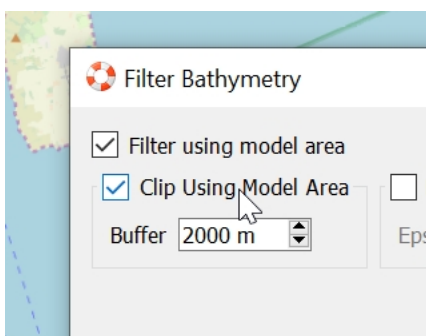 Filter Bathymetry
Filter using model area
Clip Using Model Area
Buffer 2000 m